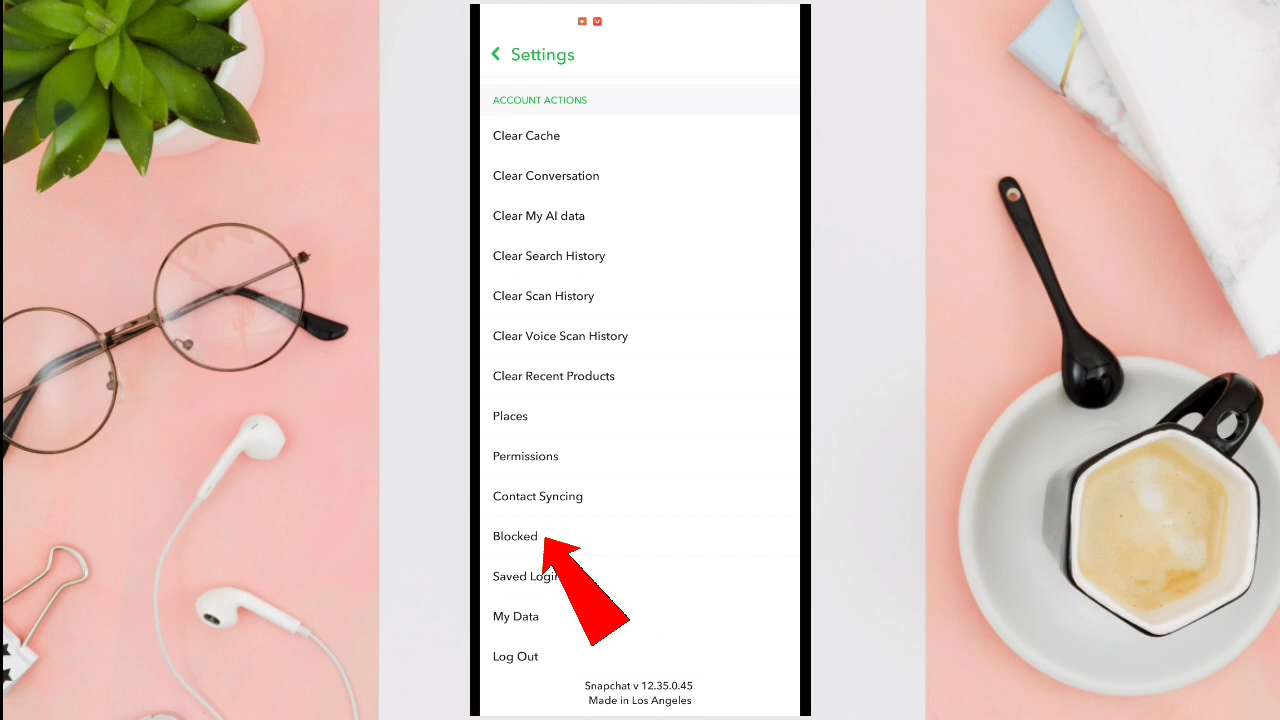 Settings
ACCOUNT ACTIONS
Clear Cache
Clear Conversation
Clear My AI data
Clear Search History
Clear Scan History
Clear Voice Scan History
Clear Recent Products
Places
Permissions
Contact Syncing
Blocked
Saved Login
My Data
Log Out
Snapchat v 12.35.0.45
Made in Los Angeles